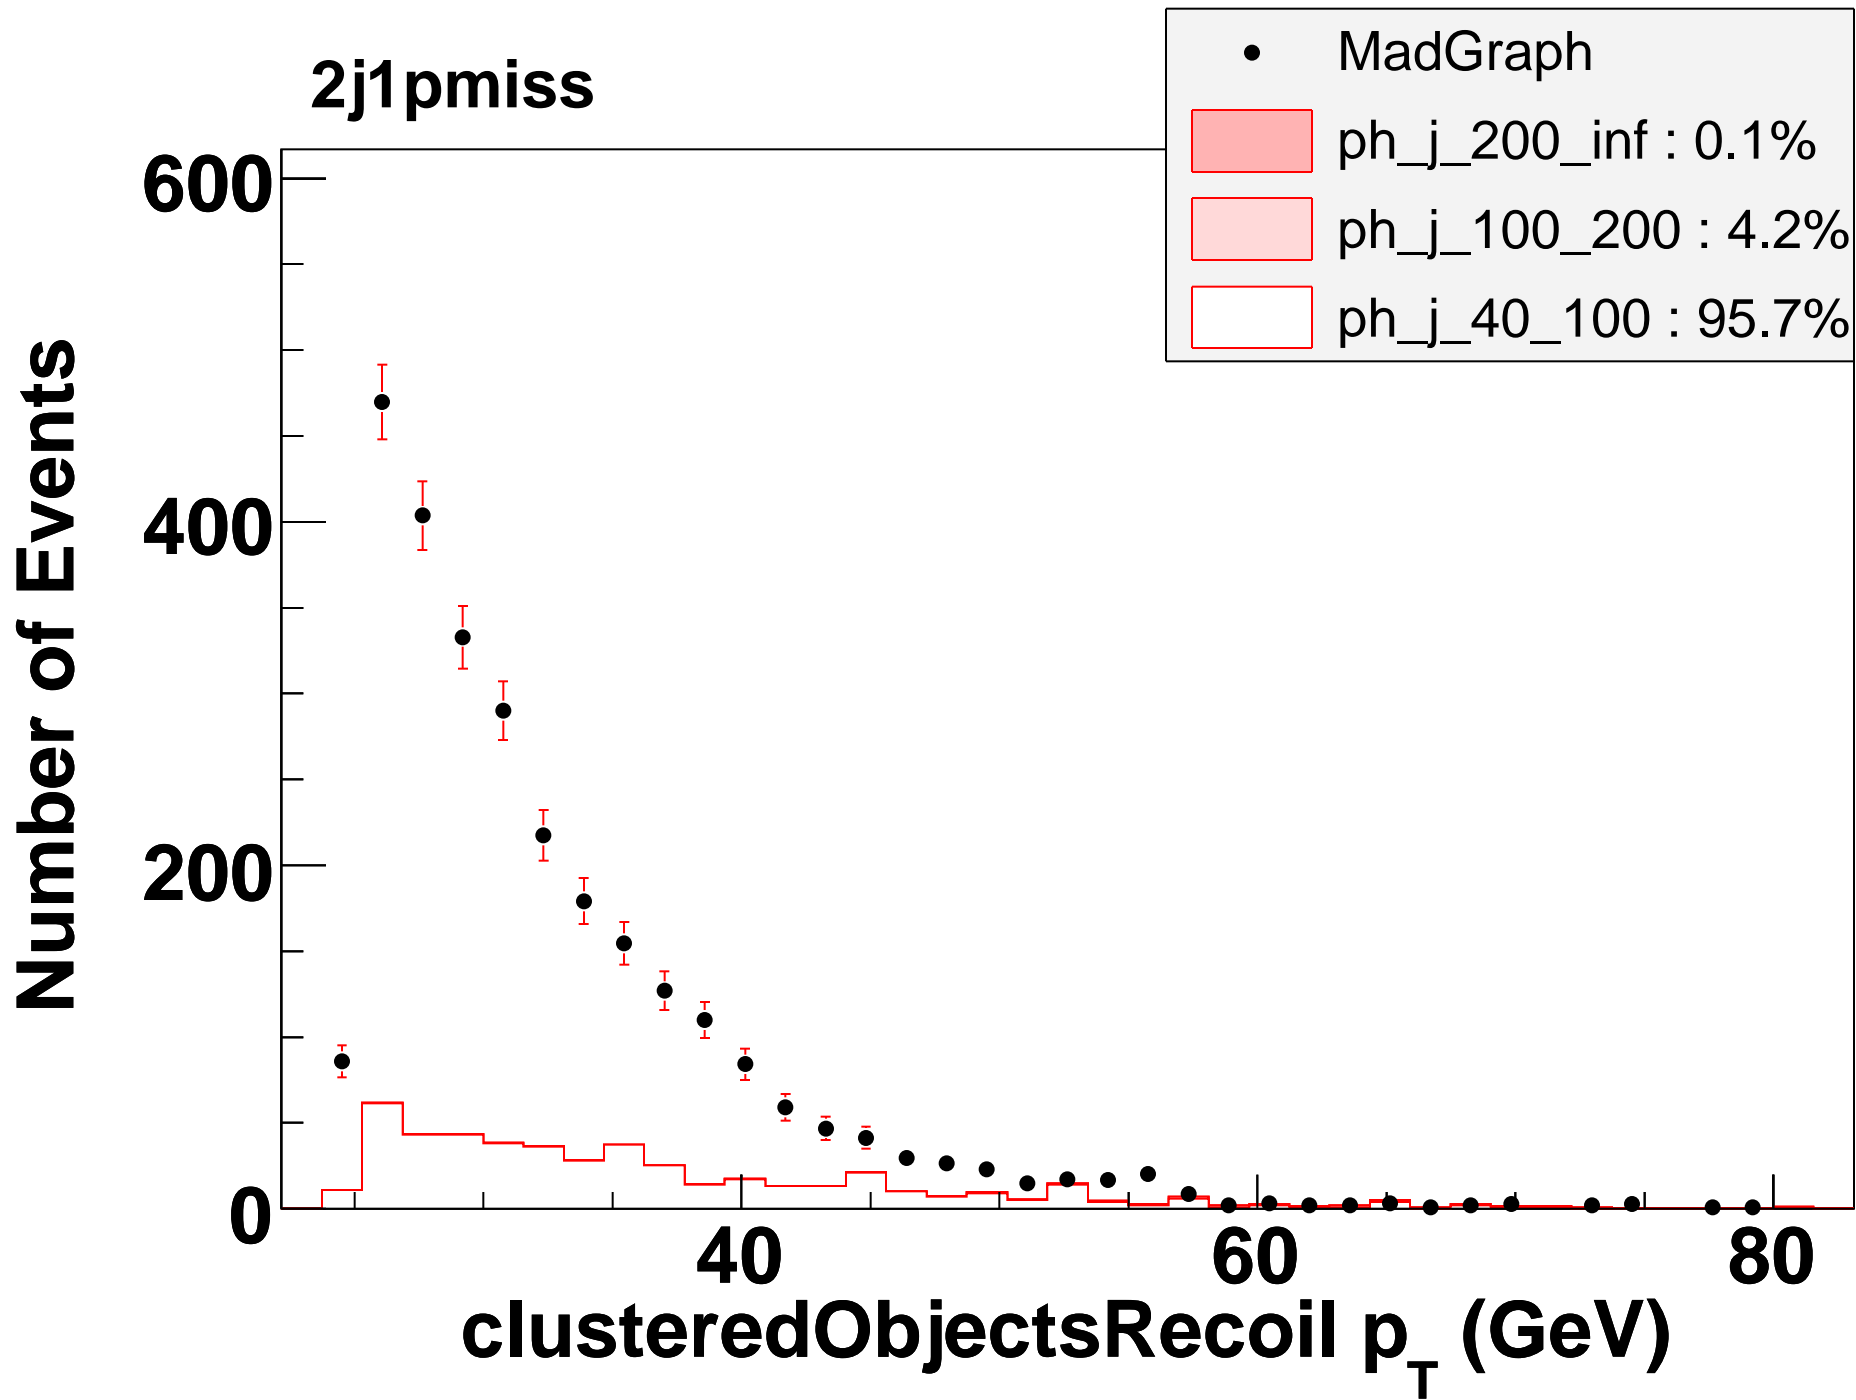 2j1pmiss
MadGraph
ph_j_200_inf : 0.1%
ph_j_100_200 : 4.2%
ph_j_40_100 : 95.7%
Number of Events
600
400
200
0
40 60 80
clusteredObjectsRecoil p_T (GeV)